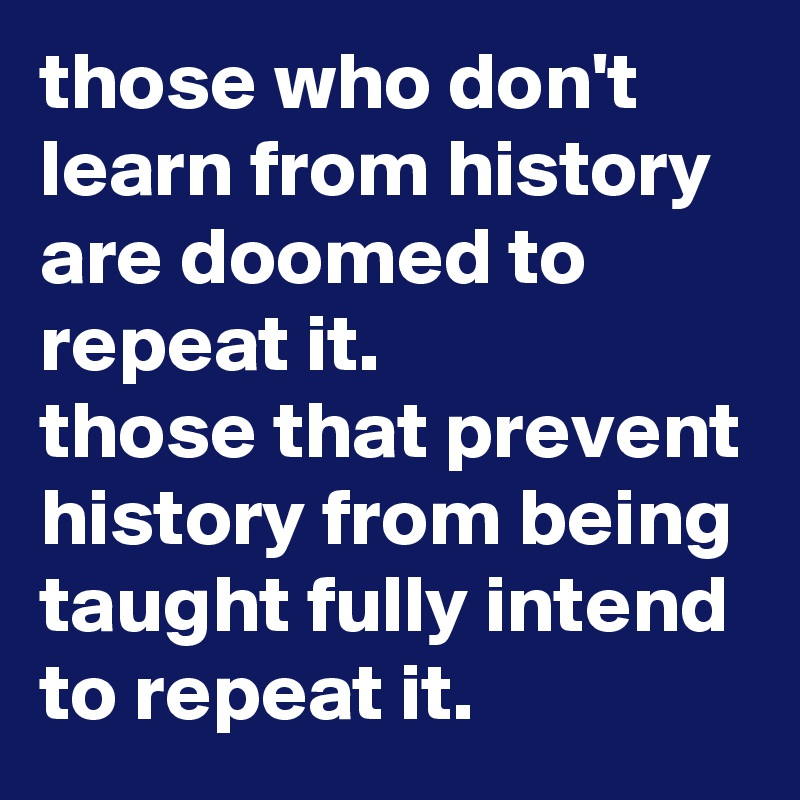 those who don't
learn from history
are doomed to
repeat it.
those that prevent
history from being
taught fully intend
to repeat it.